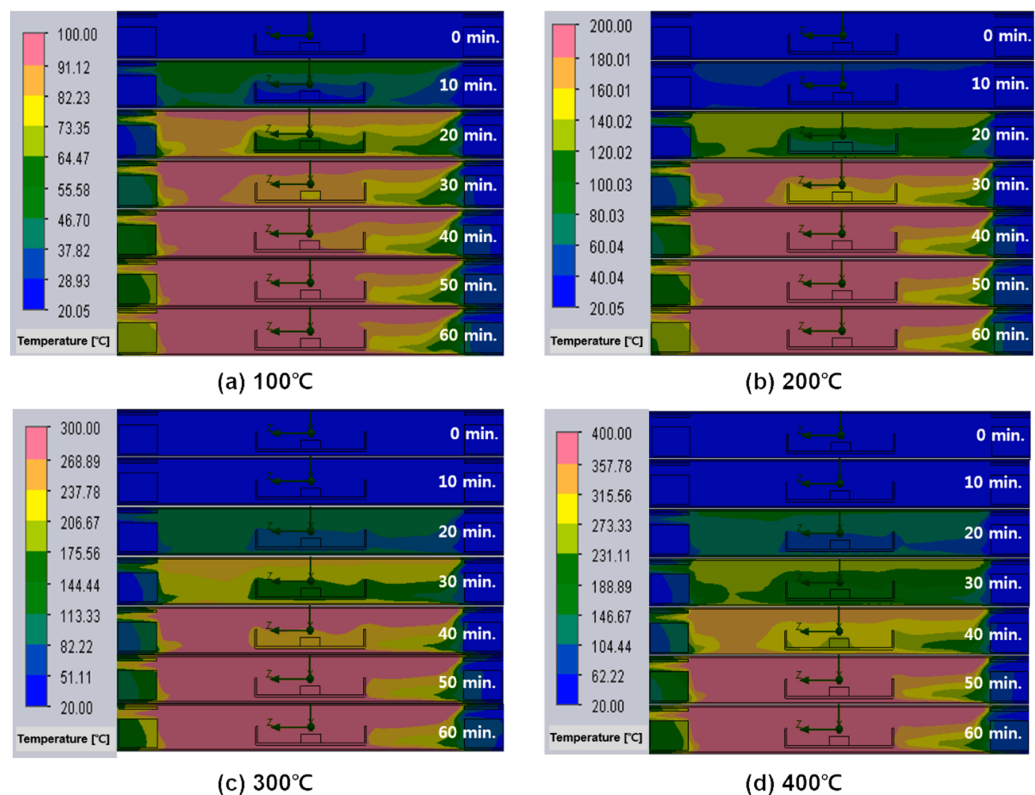 100.00
91.12
82.23
73.35
64.47
55.58
46.70
37.82
28.93
20.05
Temperature [℃]
0 min.
10 min.
20 min.
30 min.
40 min.
50 min.
60 min.
Z
Z
Z
Z
Z
Z
Z
(a) 100℃
200.00
180.01
160.01
140.02
120.02
100.03
80.03
60.04
40.04
20.05
Temperature [℃]
0 min.
10 min.
20 min.
30 min.
40 min.
50 min.
60 min.
Z
Z
Z
Z
Z
Z
Z
(b) 200℃
300.00
268.89
237.78
206.67
175.56
144.44
113.33
82.22
51.11
20.00
Temperature [℃]
0 min.
10 min.
20 min.
30 min.
40 min.
50 min.
60 min.
Z
Z
Z
Z
Z
Z
Z
(c) 300℃
400.00
357.78
315.56
273.33
231.11
188.89
146.67
104.44
62.22
20.00
Temperature [℃]
0 min.
10 min.
20 min.
30 min.
40 min.
50 min.
60 min.
Z
Z
Z
Z
Z
Z
Z
(d) 400℃